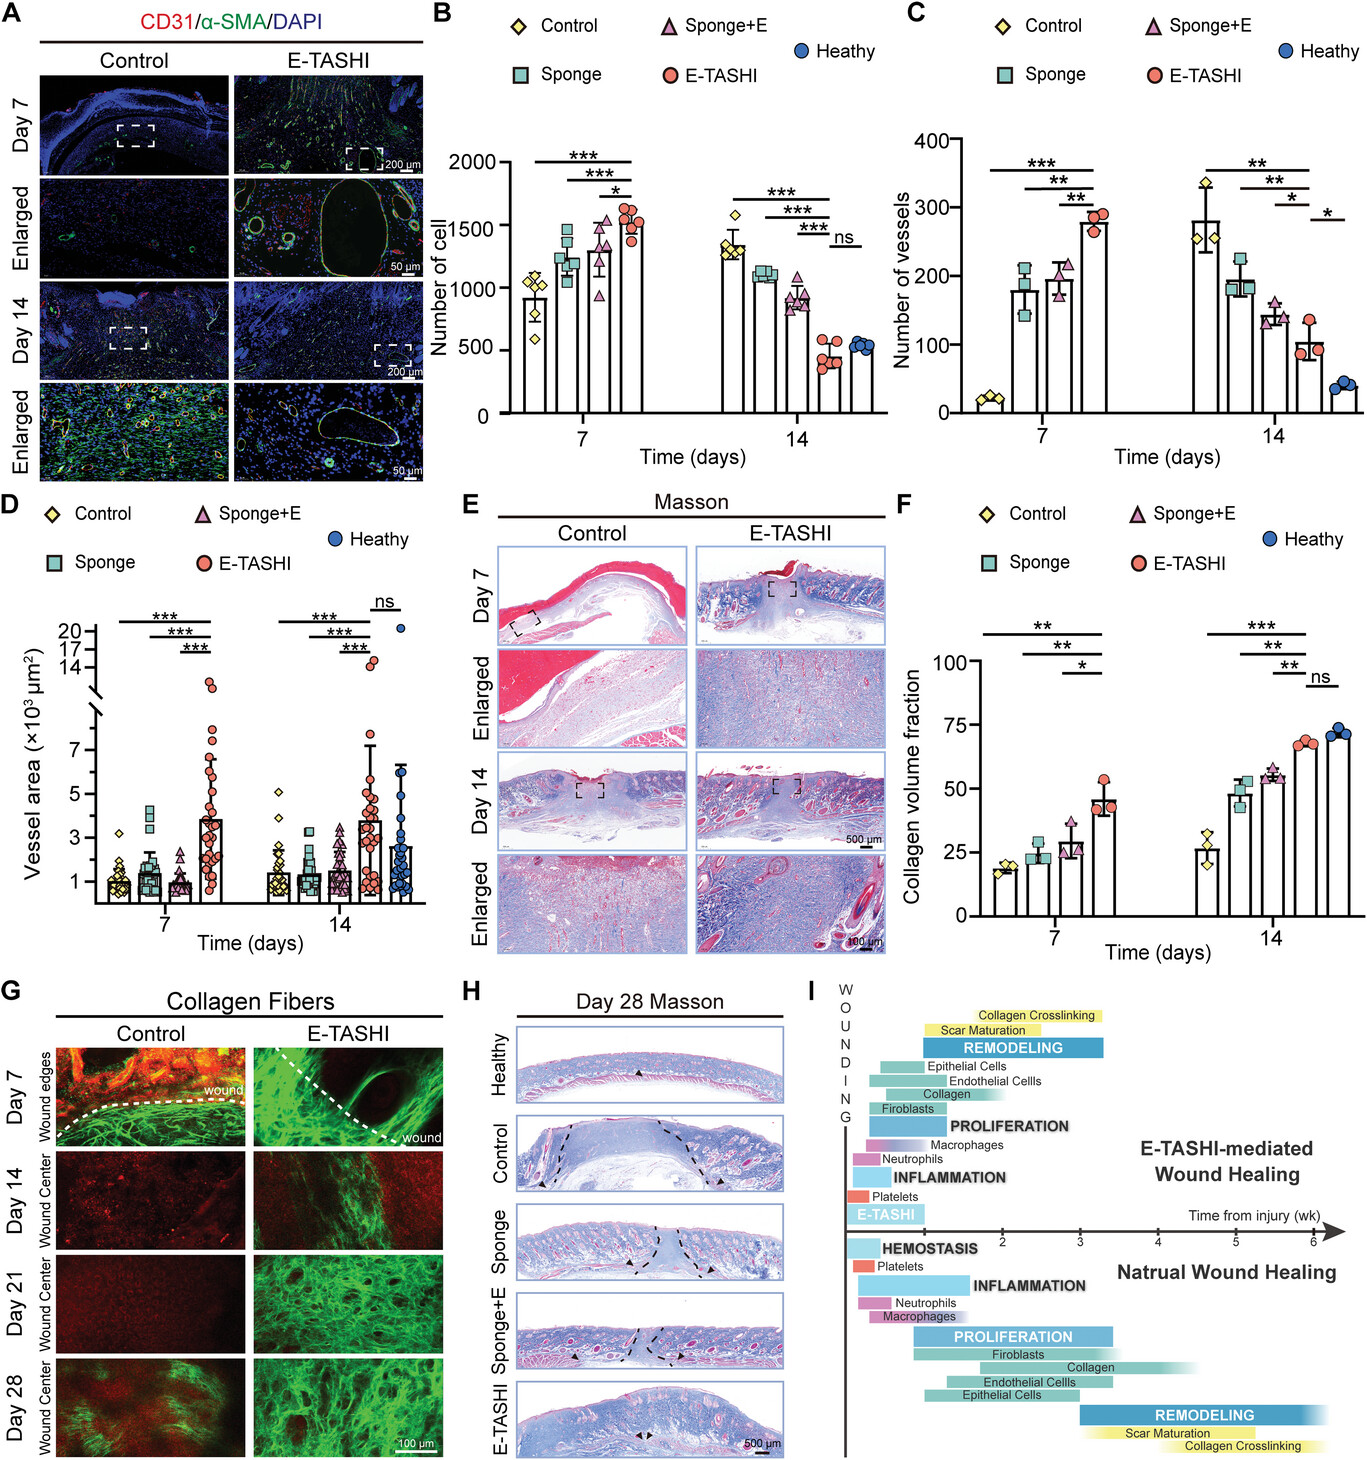 A
CD31/α-SMA/DAPI
Control
E-TASHI
Day 7
200 µm
Enlarged
50 µm
Day 14
200 µm
Enlarged
50 µm
B
Control
Sponge+E
Heathy
Sponge
E-TASHI
Number of cell
2000
1500
1000
500
0
***
***
*
***
***
***
ns
7
14
Time (days)
C
Control
Sponge+E
Heathy
Sponge
E-TASHI
Number of vessels
400
300
200
100
0
***
**
**
**
**
*
*
7
14
Time (days)
D
Control
Sponge+E
Heathy
Sponge
E-TASHI
Vessel area (×10³ µm²)
20
17
14
7
5
3
1
***
***
***
ns
***
***
***
7
14
Time (days)
E
Masson
Control
E-TASHI
Day 7
Enlarged
Day 14
500 µm
Enlarged
100 µm
F
Control
Sponge+E
Heathy
Sponge
E-TASHI
Collagen volume fraction
100
75
50
25
0
**
**
*
***
**
**
ns
7
14
Time (days)
G
Collagen Fibers
Control
E-TASHI
Day 7
Wound edges
wound
wound
Day 14
Wound Center
Day 21
Wound Center
Day 28
Wound Center
100 µm
H
Day 28 Masson
Healthy
Control
Sponge
Sponge+E
E-TASHI
500 µm
I
WOUNDING
Collagen Crosslinking
Scar Maturation
REMODELING
Epithelial Cells
Endothelial Cellls
Collagen
Firoblasts
PROLIFERATION
Macrophages
Neutrophils
INFLAMMATION
Platelets
E-TASHI
E-TASHI-mediated
Wound Healing
Time from injury (wk)
2
3
4
5
6
HEMOSTASIS
Platelets
INFLAMMATION
Neutrophils
Macrophages
PROLIFERATION
Firoblasts
Collagen
Endothelial Cellls
Epithelial Cells
REMODELING
Scar Maturation
Collagen Crosslinking
Natrual Wound Healing